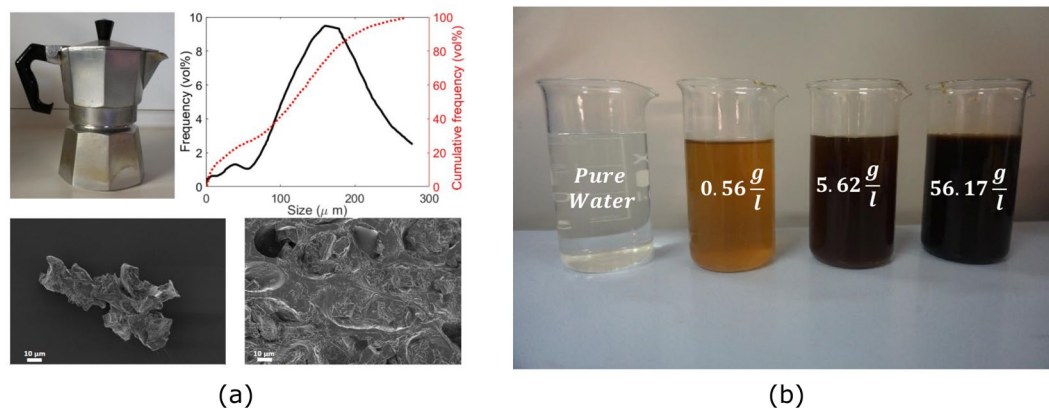 10
8
6
4
2
0
Frequency (vol%)
100
80
60
40
20
0
Cumulative frequency (vol%)
0 100 200 300
Size (μ m)
10 μm
10 μm
(a)
Pure
Water
0.56 g/l
5.62 g/l
56.17 g/l
(b)